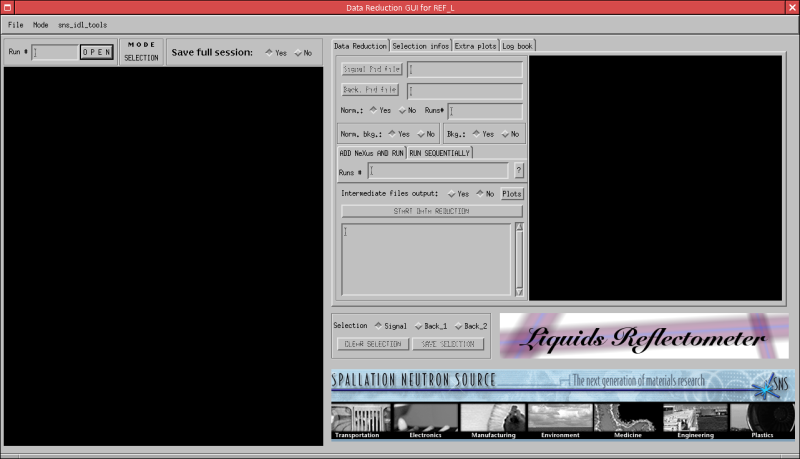 Data Reduction GUI for REF_L
File Mode sns_idl_tools
Run # OPEN
MODE
SELECTION
Save full session: Yes No
Data Reduction Selection infos Extra plots Log book
Signal Pid file
Back. Pid file
Norm.: Yes No Runs#
Norm. bkg.: Yes No Bkg.: Yes No
ADD NeXus AND RUN RUN SEQUENTIALLY
Runs # ?
Intermediate files output: Yes No Plots
START DATA REDUCTION
Selection Signal Back_1 Back_2
CLEAR SELECTION SAVE SELECTION
Liquids Reflectometer
SPALLATION NEUTRON SOURCE The next generation of materials research SNS
Transportation Electronics Manufacturing Environment Medicine Engineering Plastics